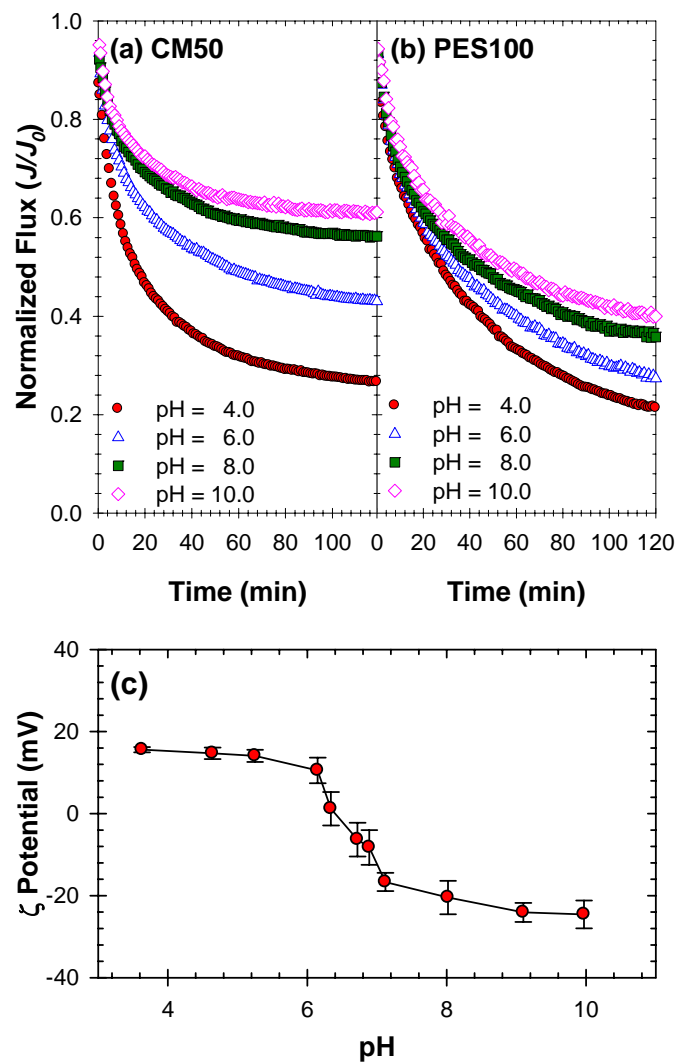 1.0
(a) CM50
(b) PES100
0.8
0.6
0.4
0.2
0.0
Normalized Flux (J/J0)
pH = 4.0
pH = 6.0
pH = 8.0
pH = 10.0
pH = 4.0
pH = 6.0
pH = 8.0
pH = 10.0
0 20 40 60 80 100
0 20 40 60 80 100 120
Time (min)
Time (min)
(c)
40
20
0
-20
-40
ζ Potential (mV)
4 6 8 10
pH